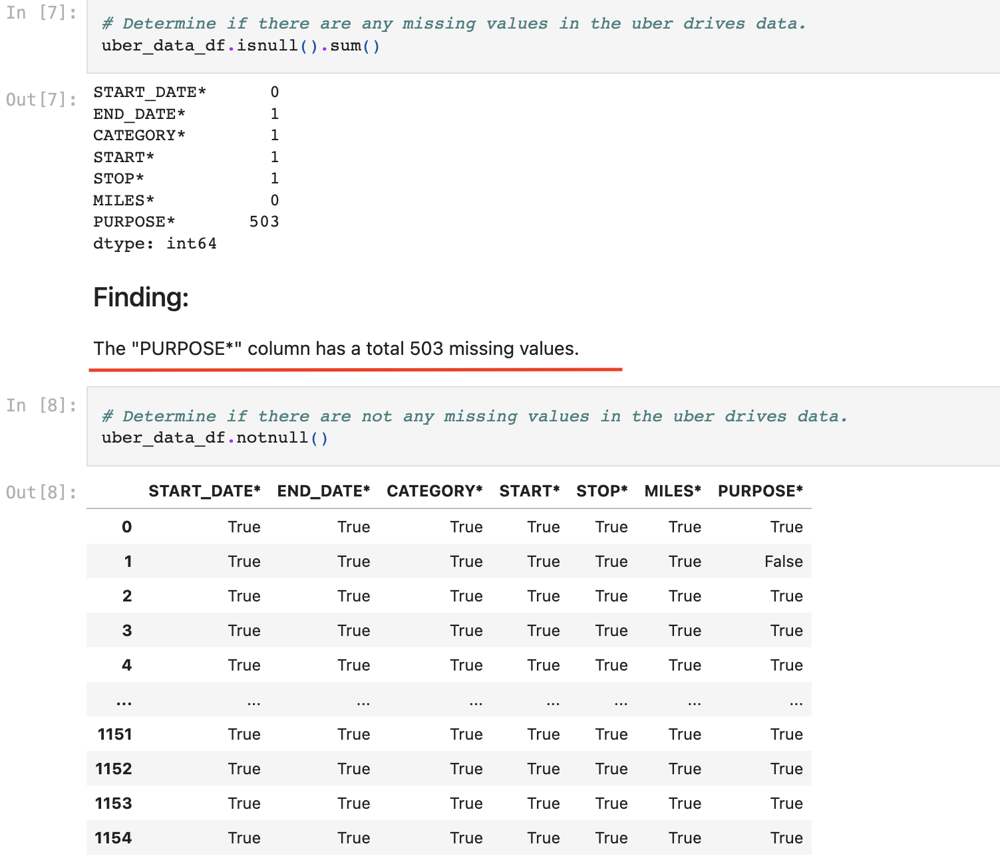 In [7]:
# Determine if there are any missing values in the uber drives data.
uber_data_df.isnull().sum()
Out[7]:
START_DATE* 0
END_DATE* 1
CATEGORY* 1
START* 1
STOP* 1
MILES* 0
PURPOSE* 503
dtype: int64
Finding:
The "PURPOSE*" column has a total 503 missing values.
In [8]:
# Determine if there are not any missing values in the uber drives data.
uber_data_df.notnull()
Out[8]:
START_DATE* END_DATE* CATEGORY* START* STOP* MILES* PURPOSE*
0 True True True True True True True
1 True True True True True True False
2 True True True True True True True
3 True True True True True True True
4 True True True True True True True
... ... ... ... ... ... ... ...
1151 True True True True True True True
1152 True True True True True True True
1153 True True True True True True True
1154 True True True True True True True